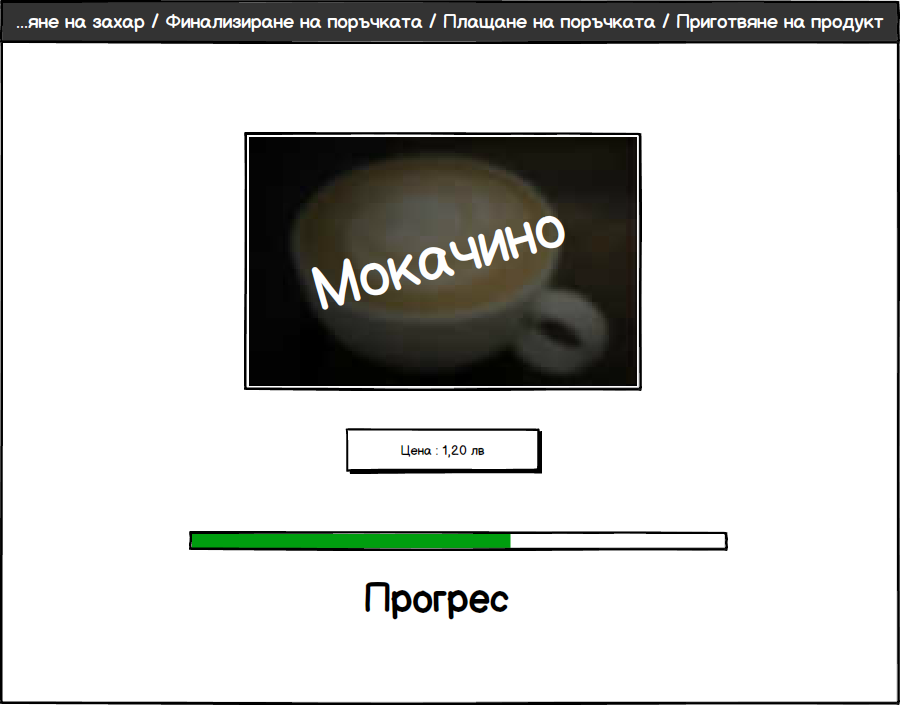 ...яне на захар / Финализиране на поръчката / Плащане на поръчката / Приготвяне на продукт
Мокачино
Цена : 1,20 лв
Прогрес